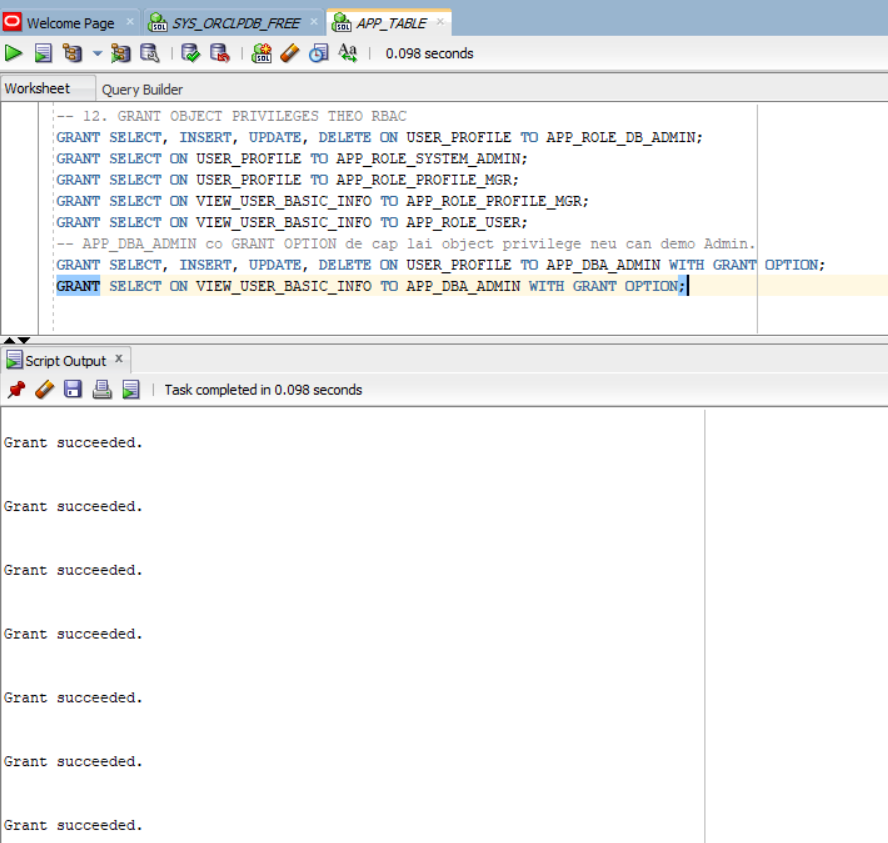 Welcome Page
SYS_ORCLPDB_FREE
APP_TABLE
0.098 seconds
Worksheet
Query Builder
-- 12. GRANT OBJECT PRIVILEGES THEO RBAC
GRANT SELECT, INSERT, UPDATE, DELETE ON USER_PROFILE TO APP_ROLE_DB_ADMIN;
GRANT SELECT ON USER_PROFILE TO APP_ROLE_SYSTEM_ADMIN;
GRANT SELECT ON USER_PROFILE TO APP_ROLE_PROFILE_MGR;
GRANT SELECT ON VIEW_USER_BASIC_INFO TO APP_ROLE_PROFILE_MGR;
GRANT SELECT ON VIEW_USER_BASIC_INFO TO APP_ROLE_USER;
-- APP_DBA_ADMIN co GRANT OPTION de cap lai object privilege neu can demo Admin.
GRANT SELECT, INSERT, UPDATE, DELETE ON USER_PROFILE TO APP_DBA_ADMIN WITH GRANT OPTION;
GRANT SELECT ON VIEW_USER_BASIC_INFO TO APP_DBA_ADMIN WITH GRANT OPTION;
Script Output
Task completed in 0.098 seconds
Grant succeeded.
Grant succeeded.
Grant succeeded.
Grant succeeded.
Grant succeeded.
Grant succeeded.
Grant succeeded.